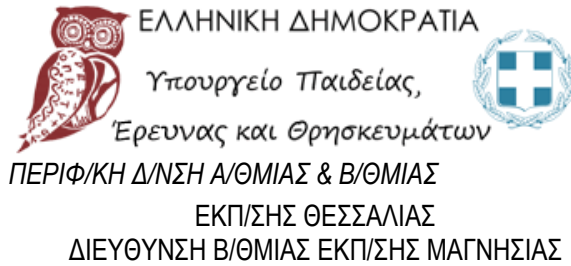 ΕΛΛΗΝΙΚΗ ΔΗΜΟΚΡΑΤΙΑ
Υπουργείο Παιδείας,
Έρευνας και Θρησκευμάτων
ΠΕΡΙΦ/ΚΗ Δ/ΝΣΗ Α/ΘΜΙΑΣ & Β/ΘΜΙΑΣ
ΕΚΠ/ΣΗΣ ΘΕΣΣΑΛΙΑΣ
ΔΙΕΥΘΥΝΣΗ Β/ΘΜΙΑΣ ΕΚΠ/ΣΗΣ ΜΑΓΝΗΣΙΑΣ